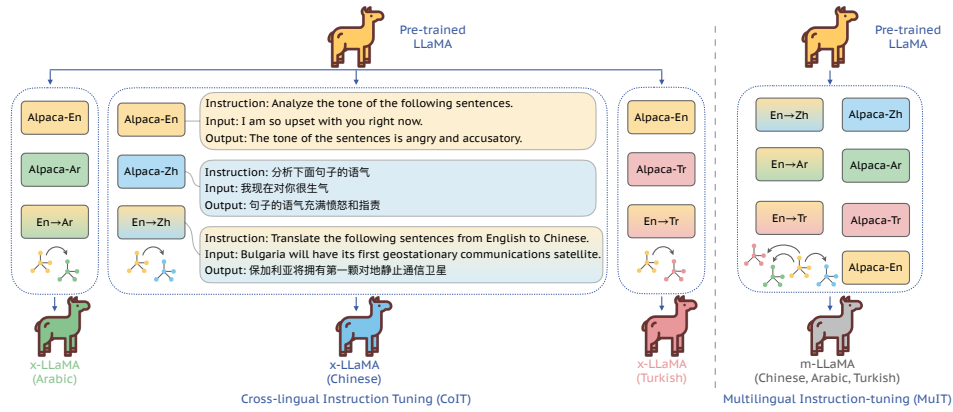 Pre-trained
LLaMA
Alpaca-En
Alpaca-Ar
En→Ar
x-LLaMA
(Arabic)
Alpaca-En
Instruction: Analyze the tone of the following sentences.
Input: I am so upset with you right now.
Output: The tone of the sentences is angry and accusatory.
Alpaca-Zh
Instruction: 分析下面句子的语气
Input: 我现在对你很生气
Output: 句子的语气充满愤怒和指责
En→Zh
Instruction: Translate the following sentences from English to Chinese.
Input: Bulgaria will have its first geostationary communications satellite.
Output: 保加利亚将拥有第一颗对地静止通信卫星
x-LLaMA
(Chinese)
Alpaca-En
Alpaca-Tr
En→Tr
x-LLaMA
(Turkish)
Cross-lingual Instruction Tuning (CoIT)
Pre-trained
LLaMA
En→Zh
Alpaca-Zh
En→Ar
Alpaca-Ar
En→Tr
Alpaca-Tr
Alpaca-En
m-LLaMA
(Chinese, Arabic, Turkish)
Multilingual Instruction-tuning (MuIT)